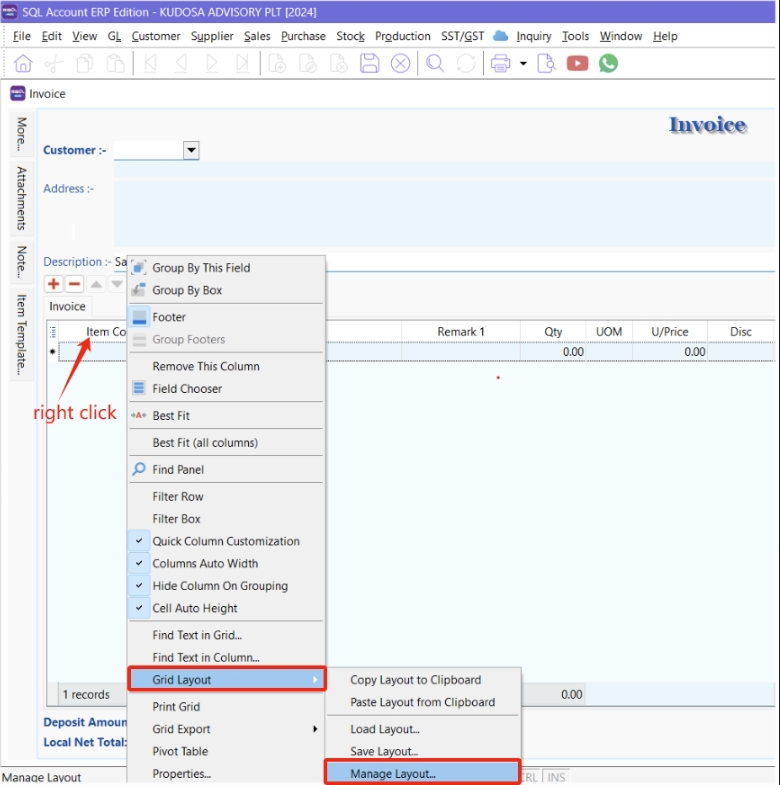 SQL Account ERP Edition - KUDOSA ADVISORY PLT [2024]
File Edit View GL Customer Supplier Sales Purchase Stock Production SST/GST Inquiry Tools Window Help
Invoice
Invoice
More...
Customer :-
Attachments
Address :-
Note...
Description :- Sa
Item Template...
Invoice
Item Co Remark 1 Qty UOM U/Price Disc
0.00 0.00
right click
Group By This Field
Group By Box
Footer
Group Footers
Remove This Column
Field Chooser
Best Fit
Best Fit (all columns)
Find Panel
Filter Row
Filter Box
Quick Column Customization
Columns Auto Width
Hide Column On Grouping
Cell Auto Height
Find Text in Grid...
Find Text in Column...
Grid Layout
Print Grid
Grid Export
Pivot Table
Properties...
Copy Layout to Clipboard
Paste Layout from Clipboard
Load Layout...
Save Layout...
Manage Layout...
1 records 0.00
Deposit Amoun
Local Net Total:
Manage Layout INS